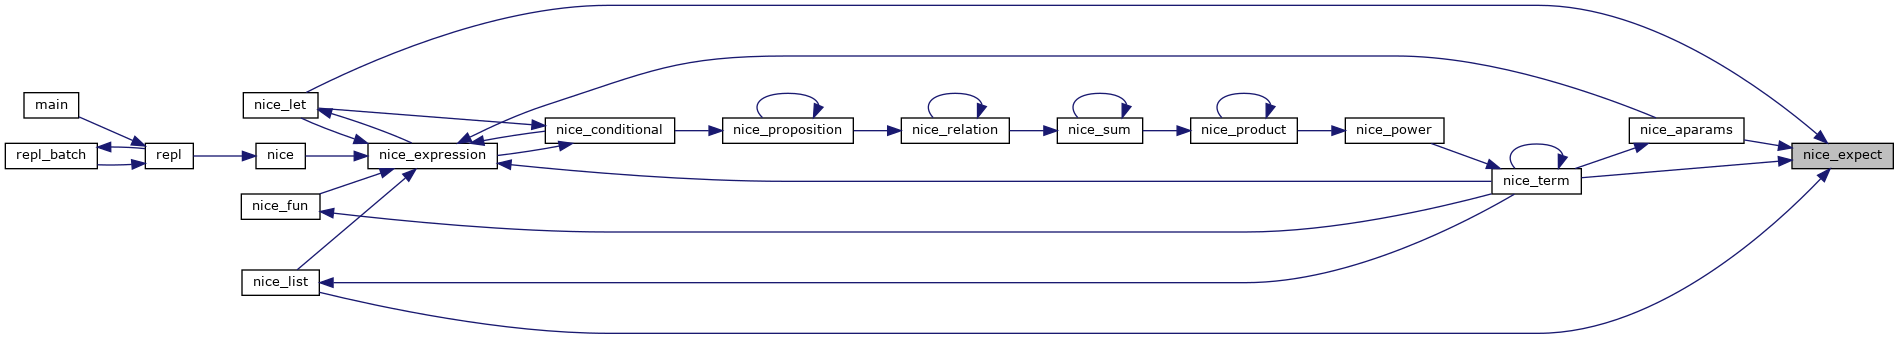 main
repl_batch
repl
nice
nice_let
nice_fun
nice_list
nice_expression
nice_conditional
nice_proposition
nice_relation
nice_sum
nice_product
nice_power
nice_term
nice_aparams
nice_expect